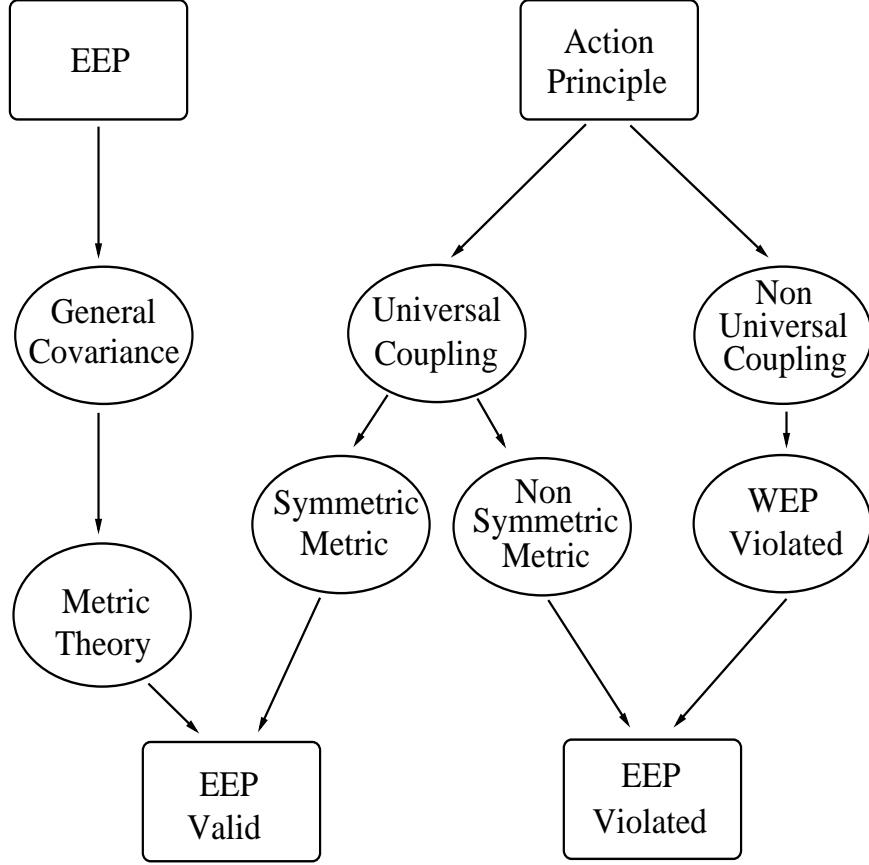 EEP
Action
Principle
General
Covariance
Universal
Coupling
Non
Universal
Coupling
Symmetric
Metric
Non
Symmetric
Metric
WEP
Violated
Metric
Theory
EEP
Valid
EEP
Violated